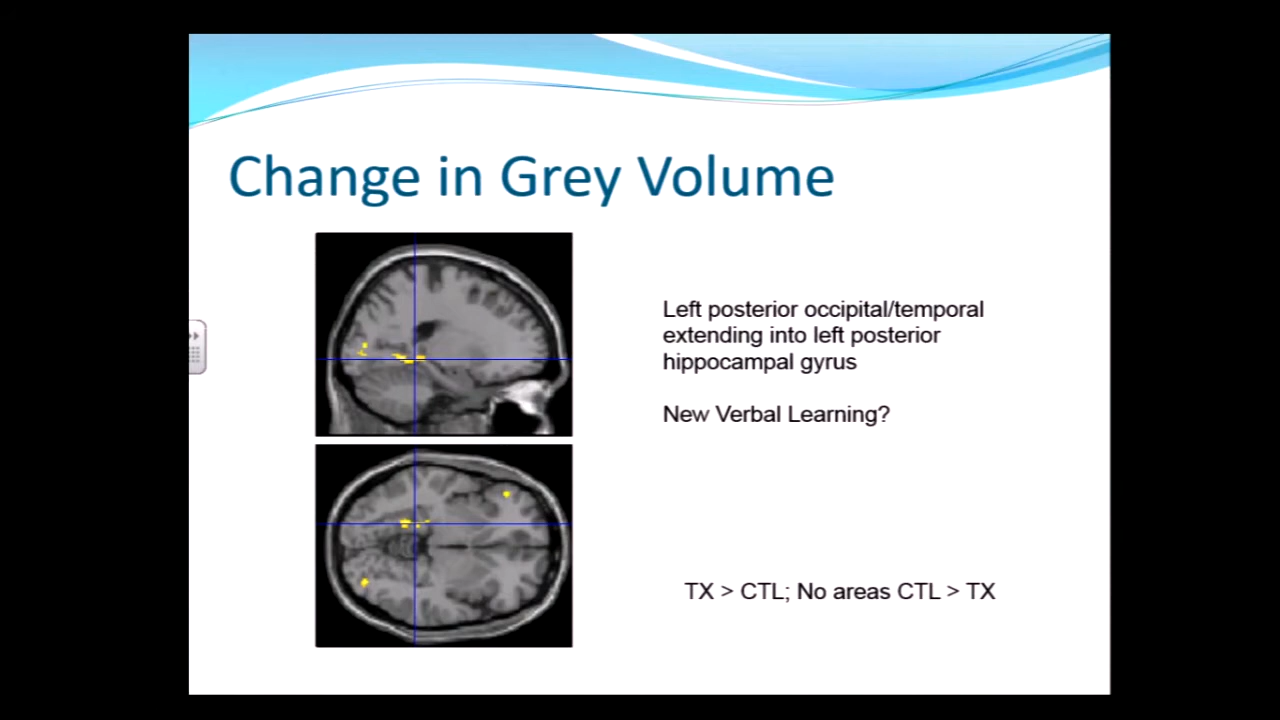 Change in Grey Volume
Left posterior occipital/temporal
extending into left posterior
hippocampal gyrus
New Verbal Learning?
TX > CTL; No areas CTL > TX